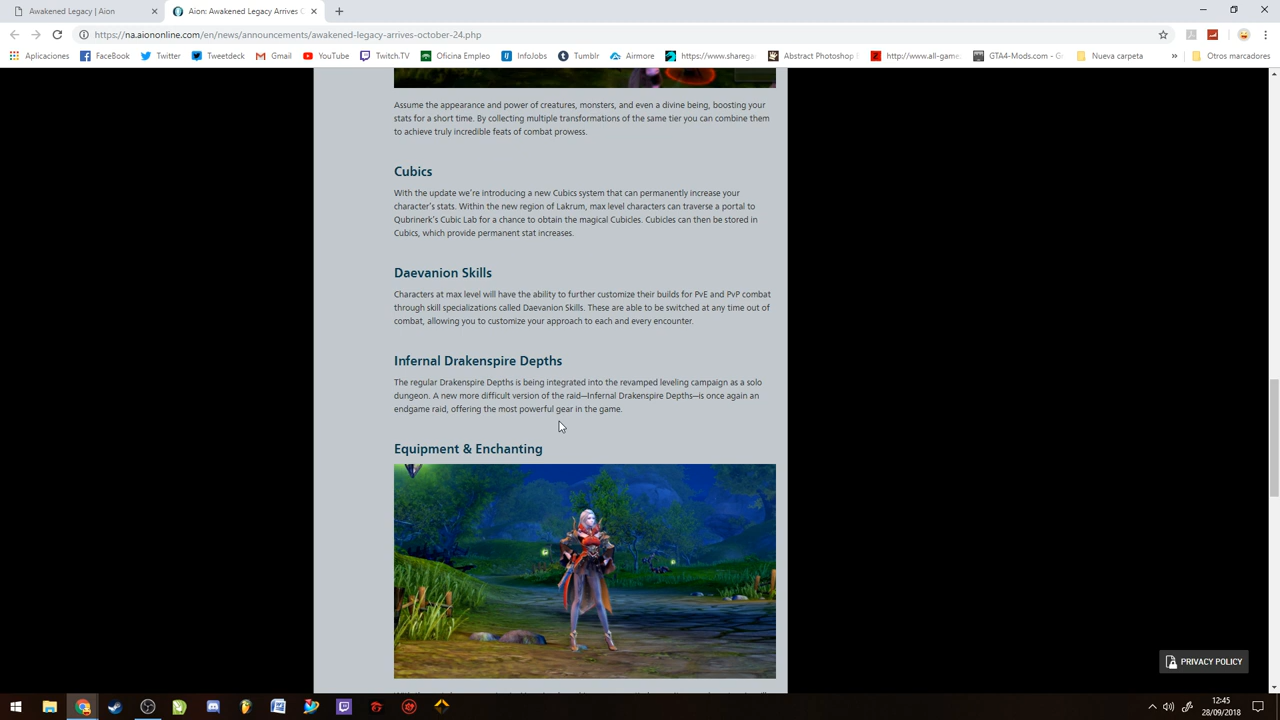 Awakened Legacy | Aion
Aion: Awakened Legacy Arrives O
https://na.aiononline.com/en/news/announcements/awakened-legacy-arrives-october-24.php
Aplicaciones FaceBook Twitter Tweetdeck Gmail YouTube Twitch.TV Oficina Empleo InfoJobs Tumblr Airmore https://www.sharega Abstract Photoshop http://www.all-game GTA4-Mods.com - G Nueva carpeta » Otros marcadores
Assume the appearance and power of creatures, monsters, and even a divine being, boosting your
stats for a short time. By collecting multiple transformations of the same tier you can combine them
to achieve truly incredible feats of combat prowess.
Cubics
With the update we're introducing a new Cubics system that can permanently increase your
character's stats. Within the new region of Lakrum, max level characters can traverse a portal to
Qubrinerk's Cubic Lab for a chance to obtain the magical Cubicles. Cubicles can then be stored in
Cubics, which provide permanent stat increases.
Daevanion Skills
Characters at max level will have the ability to further customize their builds for PvE and PvP combat
through skill specializations called Daevanion Skills. These are able to be switched at any time out of
combat, allowing you to customize your approach to each and every encounter.
Infernal Drakenspire Depths
The regular Drakenspire Depths is being integrated into the revamped leveling campaign as a solo
dungeon. A new more difficult version of the raid—Infernal Drakenspire Depths—is once again an
endgame raid, offering the most powerful gear in the game.
Equipment & Enchanting
PRIVACY POLICY
12:45
28/09/2018